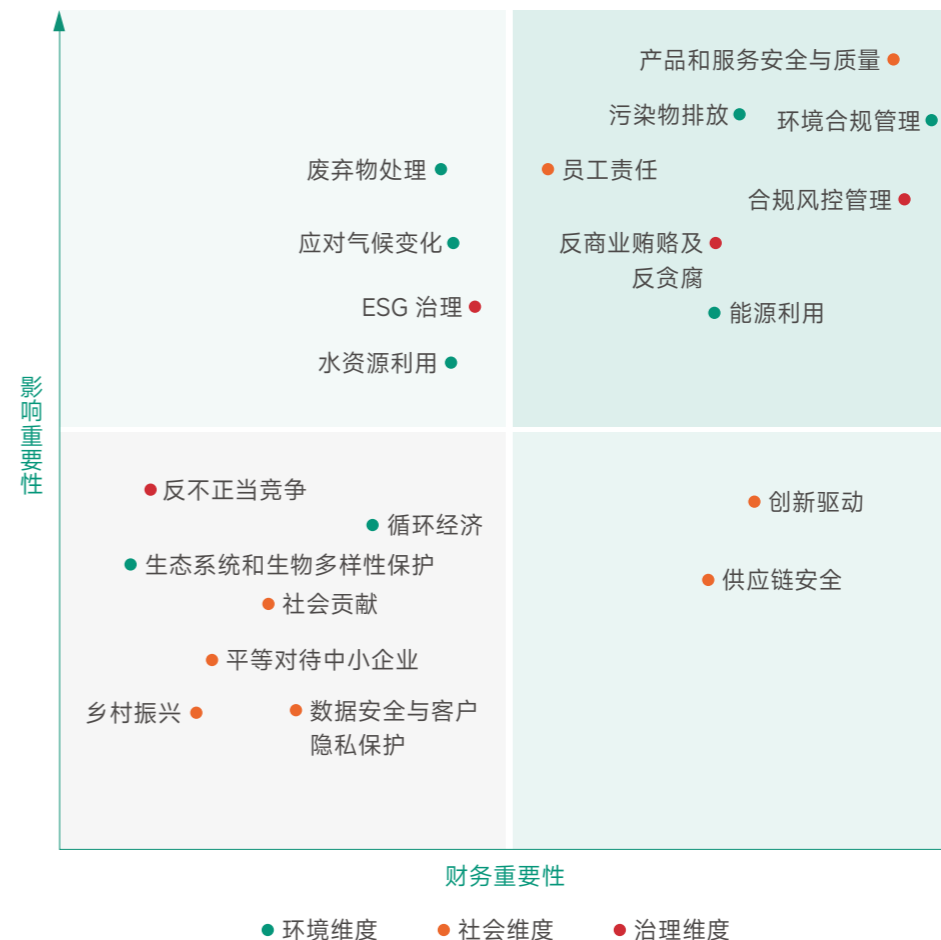 产品和服务安全与质量
污染物排放
环境合规管理
废弃物处理
员工责任
合规风控管理
应对气候变化
反商业贿赂及
反贪腐
ESG 治理
能源利用
水资源利用
影响重要性
反不正当竞争
创新驱动
循环经济
生态系统和生物多样性保护
供应链安全
社会贡献
平等对待中小企业
乡村振兴
数据安全与客户
隐私保护
财务重要性
环境维度
社会维度
治理维度